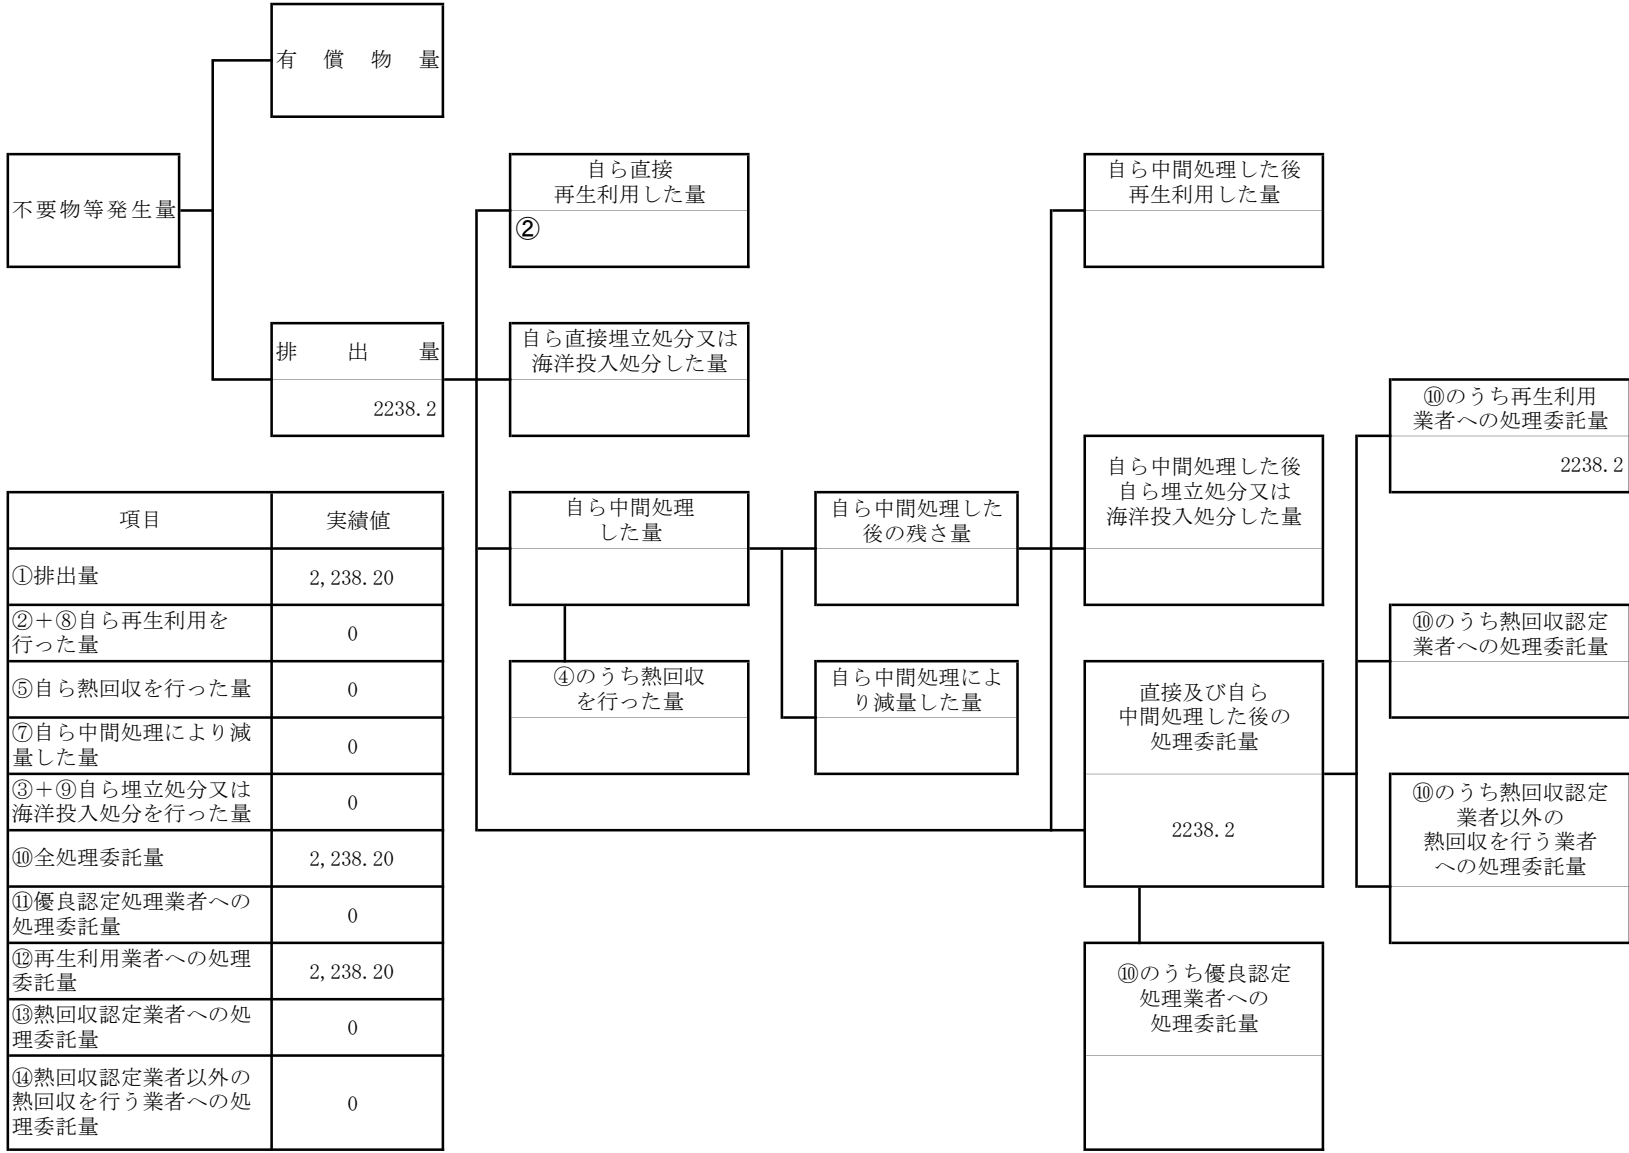 有償物量
不要物等発生量
自ら直接
再生利用した量
②
自ら中間処理した後
再生利用した量
排出量
2238.2
自ら直接埋立処分又は
海洋投入処分した量
⑩のうち再生利用
業者への処理委託量
2238.2
自ら中間処理
した量
自ら中間処理した
後の残さ量
自ら中間処理した後
自ら埋立処分又は
海洋投入処分した量
④のうち熱回収
を行った量
自ら中間処理によ
り減量した量
直接及び自ら
中間処理した後の
処理委託量
2238.2
⑩のうち熱回収認定
業者への処理委託量
⑩のうち熱回収認定
業者以外の
熱回収を行う業者
への処理委託量
⑩のうち優良認定
処理業者への
処理委託量
項目 実績値
①排出量 2,238.20
②＋⑧自ら再生利用を
行った量 0
⑤自ら熱回収を行った量 0
⑦自ら中間処理により減
量した量 0
③＋⑨自ら埋立処分又は
海洋投入処分を行った量 0
⑩全処理委託量 2,238.20
⑪優良認定処理業者への
処理委託量 0
⑫再生利用業者への処理
委託量 2,238.20
⑬熱回収認定業者への処
理委託量 0
⑭熱回収認定業者以外の
熱回収を行う業者への処
理委託量 0